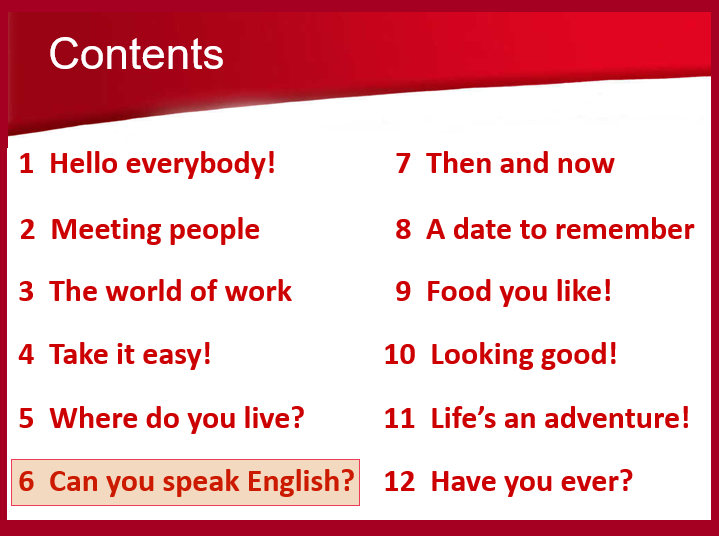 Contents
1 Hello everybody!
2 Meeting people
3 The world of work
4 Take it easy!
5 Where do you live?
6 Can you speak English?
7 Then and now
8 A date to remember
9 Food you like!
10 Looking good!
11 Life’s an adventure!
12 Have you ever?